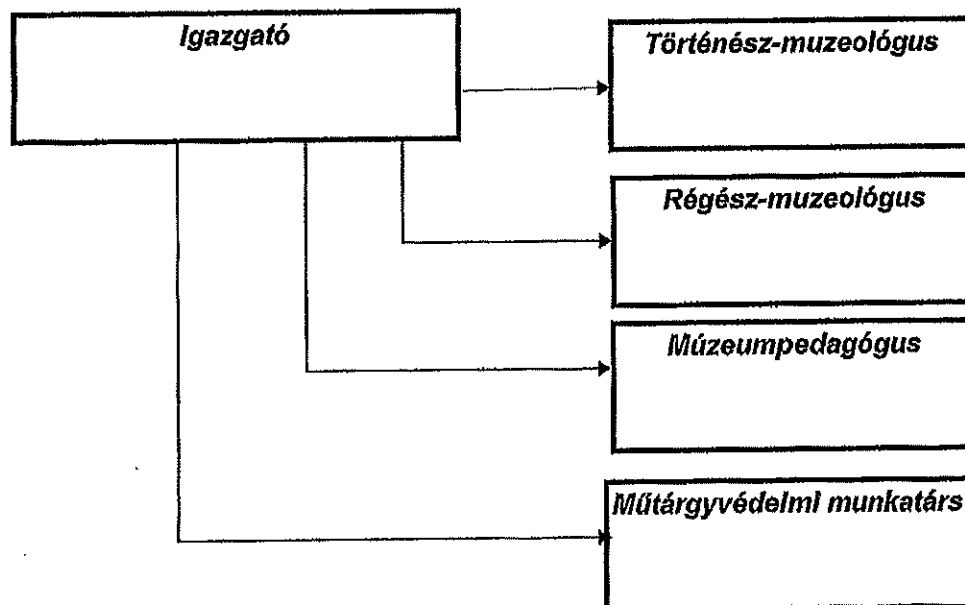 Igazgató
Történész-muzeológus
Régész-muzeológus
Múzeumpedagógus
Műtárgyvédelmi munkatárs